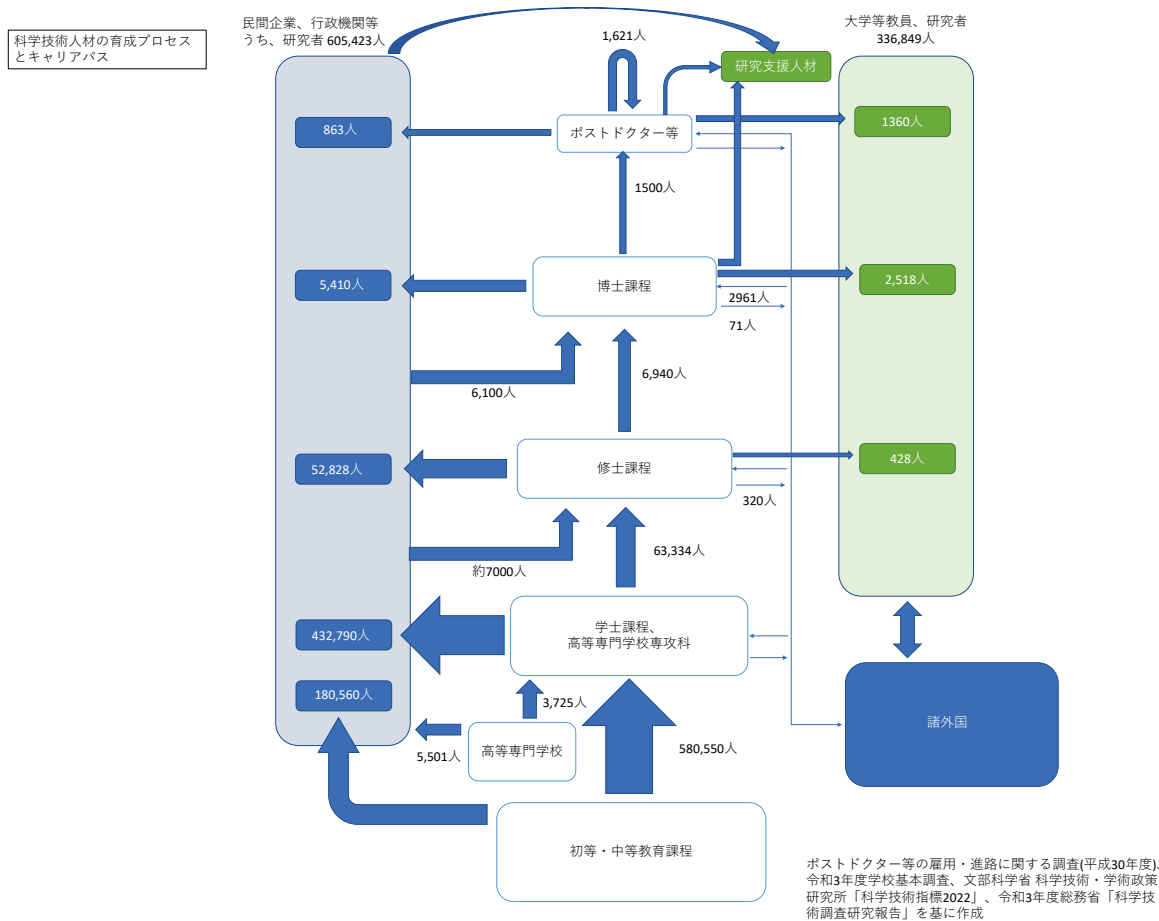 科学技術人材の育成プロセス
とキャリアパス
民間企業、行政機関等
うち、研究者 605,423人
大学等教員、研究者
336,849人
1,621人
研究支援人材
863人
ポストドクター等
1360人
1500人
5,410人
博士課程
2,518人
2961人
71人
6,940人
6,100人
52,828人
修士課程
428人
320人
63,334人
約7000人
432,790人
学士課程、
高等専門学校専攻科
180,560人
3,725人
諸外国
5,501人
高等専門学校
580,550人
初等・中等教育課程
ポストドクター等の雇用・進路に関する調査(平成30年度)、
令和3年度学校基本調査、文部科学省 科学技術・学術政策
研究所「科学技術指標2022」、令和3年度総務省「科学技
術調査研究報告」を基に作成